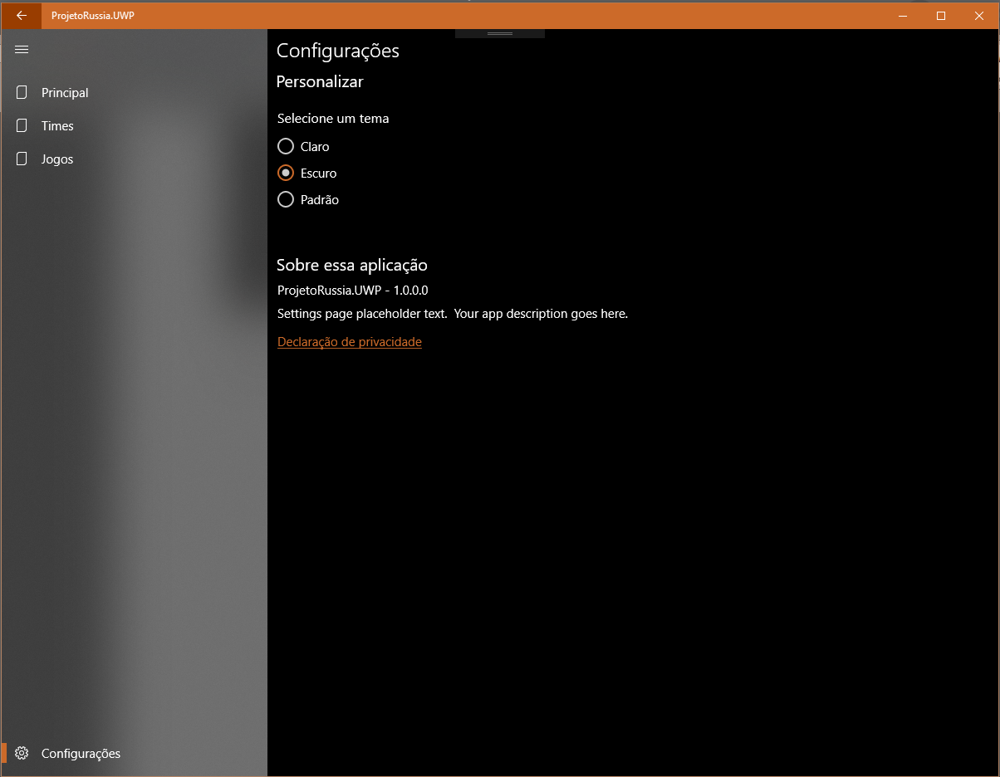 ProjetoRussia.UWP
Principal
Times
Jogos
Configurações
Configurações
Personalizar
Selecione um tema
Claro
Escuro
Padrão
Sobre essa aplicação
ProjetoRussia.UWP - 1.0.0.0
Settings page placeholder text.  Your app description goes here.
Declaração de privacidade